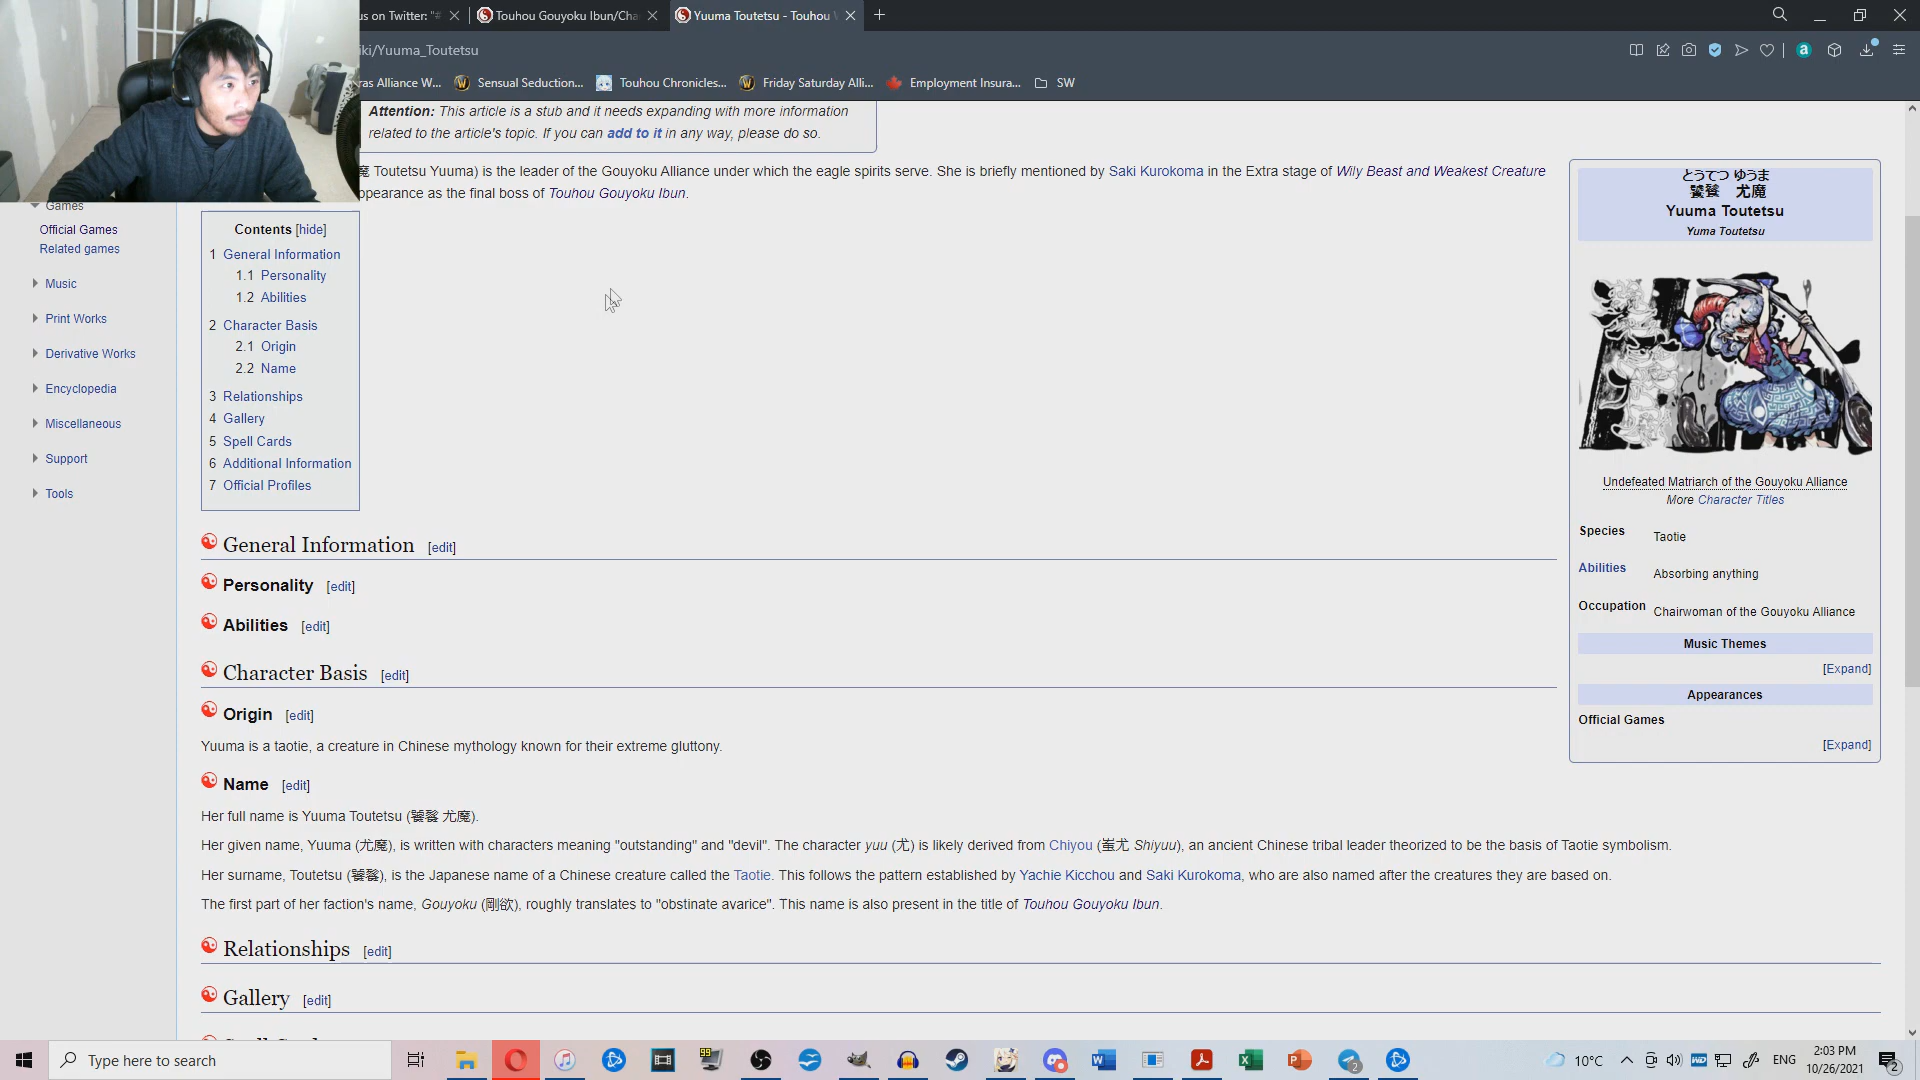 us on Twitter: "
Touhou Gouyoku Ibun/Cha
Yuuma Toutetsu - Touhou
ki/Yuuma_Toutetsu
ras Alliance W...
Sensual Seduction...
Touhou Chronicles...
Friday Saturday Alli...
Employment Insura...
SW
Attention: This article is a stub and it needs expanding with more information
related to the article's topic. If you can add to it in any way, please do so.
魔 Toutetsu Yuuma) is the leader of the Gouyoku Alliance under which the eagle spirits serve. She is briefly mentioned by Saki Kurokoma in the Extra stage of Wily Beast and Weakest Creature
ppearance as the final boss of Touhou Gouyoku Ibun.
Games
Official Games
Related games
Music
Print Works
Derivative Works
Encyclopedia
Miscellaneous
Support
Tools
Contents [hide]
1 General Information
1.1 Personality
1.2 Abilities
2 Character Basis
2.1 Origin
2.2 Name
3 Relationships
4 Gallery
5 Spell Cards
6 Additional Information
7 Official Profiles
General Information [edit]
Personality [edit]
Abilities [edit]
Character Basis [edit]
Origin [edit]
Yuuma is a taotie, a creature in Chinese mythology known for their extreme gluttony.
Name [edit]
Her full name is Yuuma Toutetsu (饕餮 尤魔).
Her given name, Yuuma (尤魔), is written with characters meaning "outstanding" and "devil". The character yuu (尤) is likely derived from Chiyou (蚩尤 Shiyuu), an ancient Chinese tribal leader theorized to be the basis of Taotie symbolism.
Her surname, Toutetsu (饕餮), is the Japanese name of a Chinese creature called the Taotie. This follows the pattern established by Yachie Kicchou and Saki Kurokoma, who are also named after the creatures they are based on.
The first part of her faction's name, Gouyoku (剛欲), roughly translates to "obstinate avarice". This name is also present in the title of Touhou Gouyoku Ibun.
Relationships [edit]
Gallery [edit]
とうてつ ゆうま
饕餮 尤魔
Yuuma Toutetsu
Yuma Toutetsu
Undefeated Matriarch of the Gouyoku Alliance
More Character Titles
Species Taotie
Abilities Absorbing anything
Occupation Chairwoman of the Gouyoku Alliance
Music Themes
[Expand]
Appearances
Official Games
[Expand]
Type here to search
99
2
10°C
ENG
2:03 PM
10/26/2021
2